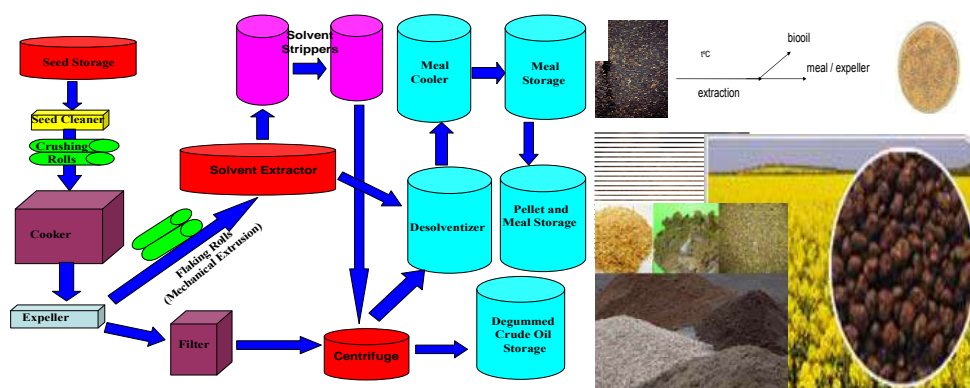 Seed Storage
Seed Cleaner
Crushing
Rolls
Cooker
Expeller
Filter
Flaking Rolls
(Mechanical Extrusion)
Solvent Extractor
Solvent
Strippers
Centrifuge
Meal
Cooler
Meal
Storage
Desolventizer
Pellet and
Meal Storage
Degummed
Crude Oil
Storage
t⁰C
extraction
biooil
meal / expeller